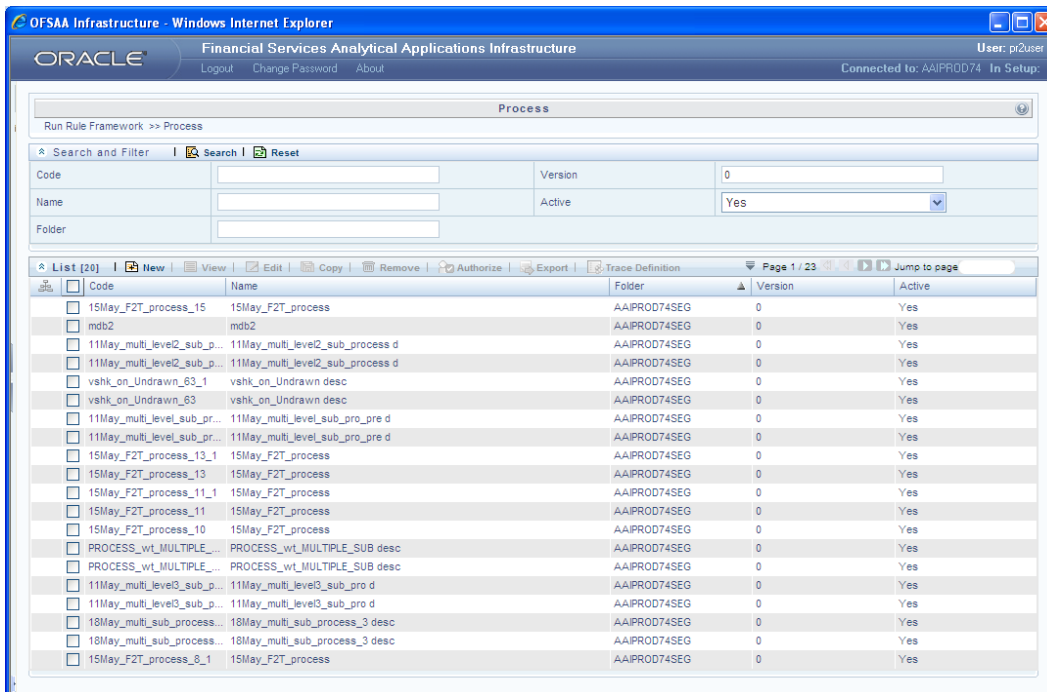 OFSAA Infrastructure - Windows Internet Explorer
ORACLE
Financial Services Analytical Applications Infrastructure
User: pr2user
Logout Change Password About
Connected to: AAIPROD74 In Setup:
Process
Run Rule Framework >> Process
Search and Filter | Search | Reset
Code Version 0
Name Active Yes
Folder
List [20] | New | View | Edit | Copy | Remove | Authorize | Export | Trace Definition Page 1 / 23 Jump to page
Code Name Folder Version Active
15May_F2T_process_15 15May_F2T_process AAIPROD74SEG 0 Yes
mdb2 mdb2 AAIPROD74SEG 0 Yes
11May_multi_level2_sub_p... 11May_multi_level2_sub_process d AAIPROD74SEG 0 Yes
11May_multi_level2_sub_p... 11May_multi_level2_sub_process d AAIPROD74SEG 0 Yes
vshk_on_Undrawn_63_1 vshk_on_Undrawn desc AAIPROD74SEG 0 Yes
vshk_on_Undrawn_63 vshk_on_Undrawn desc AAIPROD74SEG 0 Yes
11May_multi_level_sub_pr... 11May_multi_level_sub_pro_pre d AAIPROD74SEG 0 Yes
11May_multi_level_sub_pr... 11May_multi_level_sub_pro_pre d AAIPROD74SEG 0 Yes
15May_F2T_process_13_1 15May_F2T_process AAIPROD74SEG 0 Yes
15May_F2T_process_13 15May_F2T_process AAIPROD74SEG 0 Yes
15May_F2T_process_11_1 15May_F2T_process AAIPROD74SEG 0 Yes
15May_F2T_process_11 15May_F2T_process AAIPROD74SEG 0 Yes
15May_F2T_process_10 15May_F2T_process AAIPROD74SEG 0 Yes
PROCESS_wt_MULTIPLE_... PROCESS_wt_MULTIPLE_SUB desc AAIPROD74SEG 0 Yes
PROCESS_wt_MULTIPLE_... PROCESS_wt_MULTIPLE_SUB desc AAIPROD74SEG 0 Yes
11May_multi_level3_sub_p... 11May_multi_level3_sub_pro d AAIPROD74SEG 0 Yes
11May_multi_level3_sub_p... 11May_multi_level3_sub_pro d AAIPROD74SEG 0 Yes
18May_multi_sub_process... 18May_multi_sub_process_3 desc AAIPROD74SEG 0 Yes
18May_multi_sub_process... 18May_multi_sub_process_3 desc AAIPROD74SEG 0 Yes
15May_F2T_process_8_1 15May_F2T_process AAIPROD74SEG 0 Yes